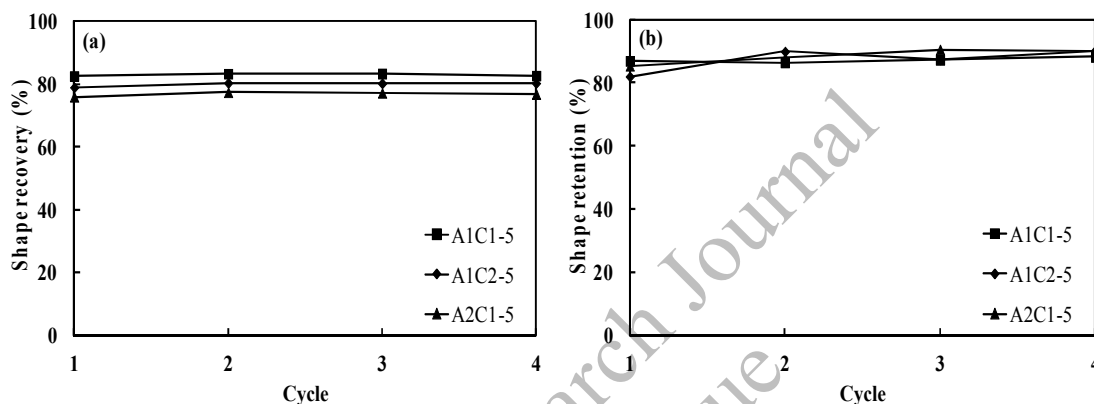 (a)
100
80
60
40
20
0
Shape recovery (%)
1 2 3 4
Cycle
A1C1-5
A1C2-5
A2C1-5
(b)
100
80
60
40
20
0
Shape retention (%)
1 2 3 4
Cycle
A1C1-5
A1C2-5
A2C1-5
Journal